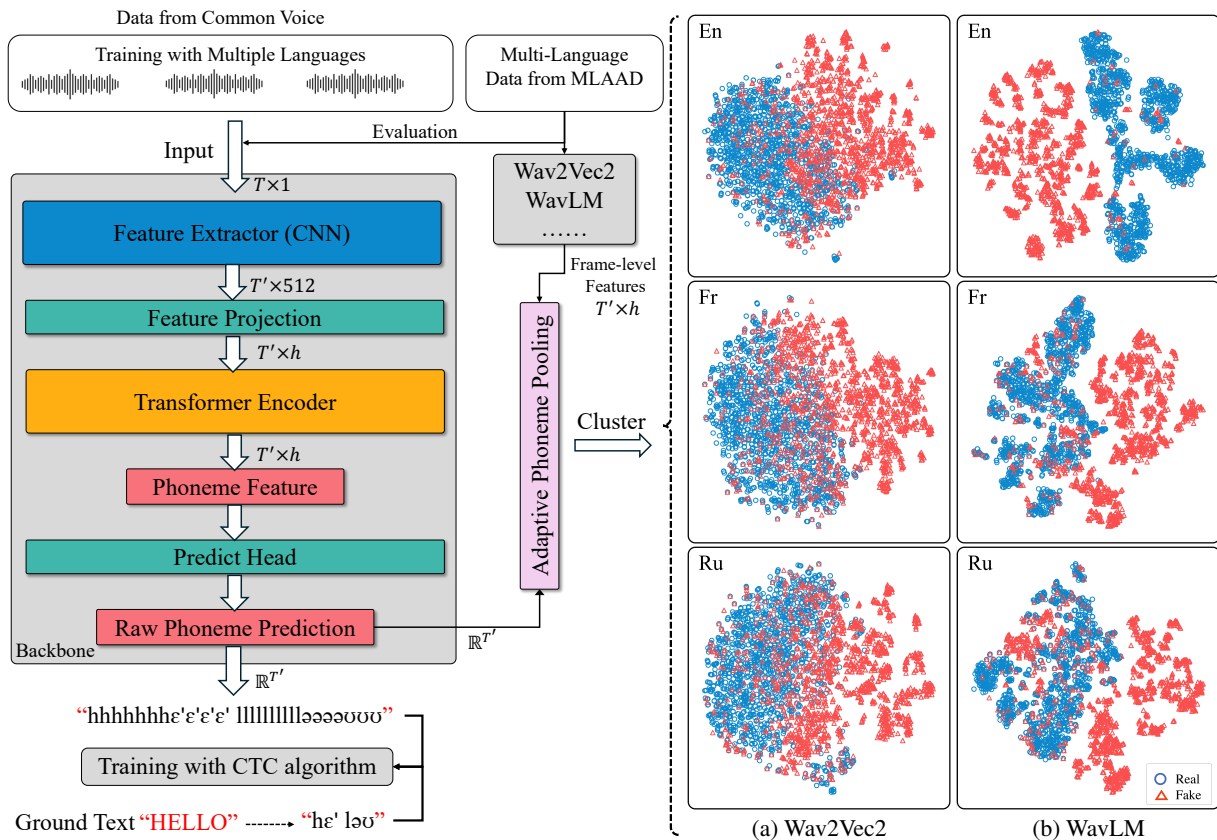 Data from Common Voice
Training with Multiple Languages
Multi-Language
Data from MLAAD
Evaluation
Input
T×1
Wav2Vec2
WavLM
……
Feature Extractor (CNN)
T′×512
Frame-level
Features
T′×h
Feature Projection
T′×h
Transformer Encoder
T′×h
Phoneme Feature
Predict Head
Raw Phoneme Prediction
Backbone
ℝT′
ℝT′
Adaptive Phoneme Pooling
Cluster
“hhhhhhhɛ'ɛ'ɛ'ɛ' lllllllllləəəəʊʊʊ”
Training with CTC algorithm
Ground Text “HELLO” “hɛ' ləʊ”
En
En
Fr
Fr
Ru
Ru
Real
Fake
(a) Wav2Vec2
(b) WavLM